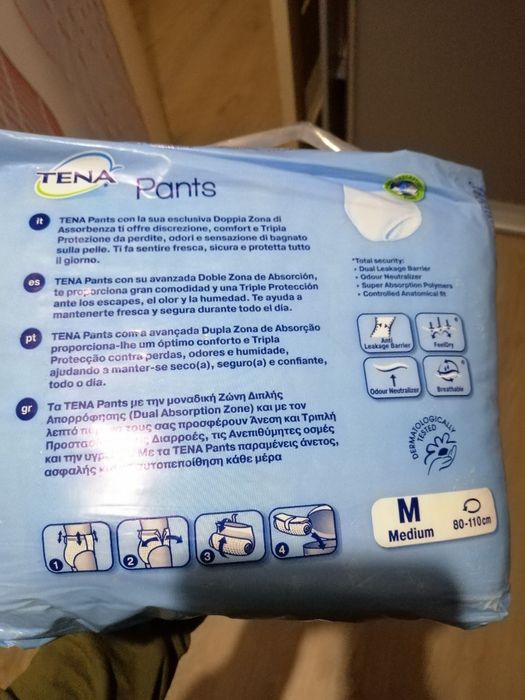 TENA Pants
it TENA Pants con la sua esclusiva Doppia Zona di
Assorbenza ti offre discrezione, comfort e Tripla
Protezione da perdite, odori e sensazione di bagnato
sulla pelle. Ti fa sentire fresca, sicura e protetta tutto
il giorno.
es TENA Pants con su avanzada Doble Zona de Absorción,
te proporciona gran comodidad y una Triple Protección
ante los escapes, el olor y la humedad. Te ayuda a
mantenerte fresca y segura durante todo el día.
pt TENA Pants com a avançada Dupla Zona de Absorção
proporciona-lhe um óptimo conforto e Tripla
Protecção contra perdas, odores e humidade,
ajudando a manter-se seco(a), seguro(a) e confiante,
todo o dia.
gr Τα TENA Pants με την μοναδική Ζώνη Διπλής
Απορρόφησης (Dual Absorption Zone) και με τον
λεπτό τους σας προσφέρουν Άνεση και Τριπλή
Διαρροές, τις Ανεπιθύμητες οσμές
και την Με τα TENA Pants παραμένεις άνετος,
ασφαλής κάθε μέρα
*Total security:
• Dual Leakage Barrier
• Odour Neutralizer
• Super Absorption Polymers
• Controlled Anatomical fit
Anti
Leakage Barrier
FeelDry
Odour Neutralizer
Breathable
DERMATOLOGICALLY
TESTED
M
Medium
80-110cm
1
2
3
4